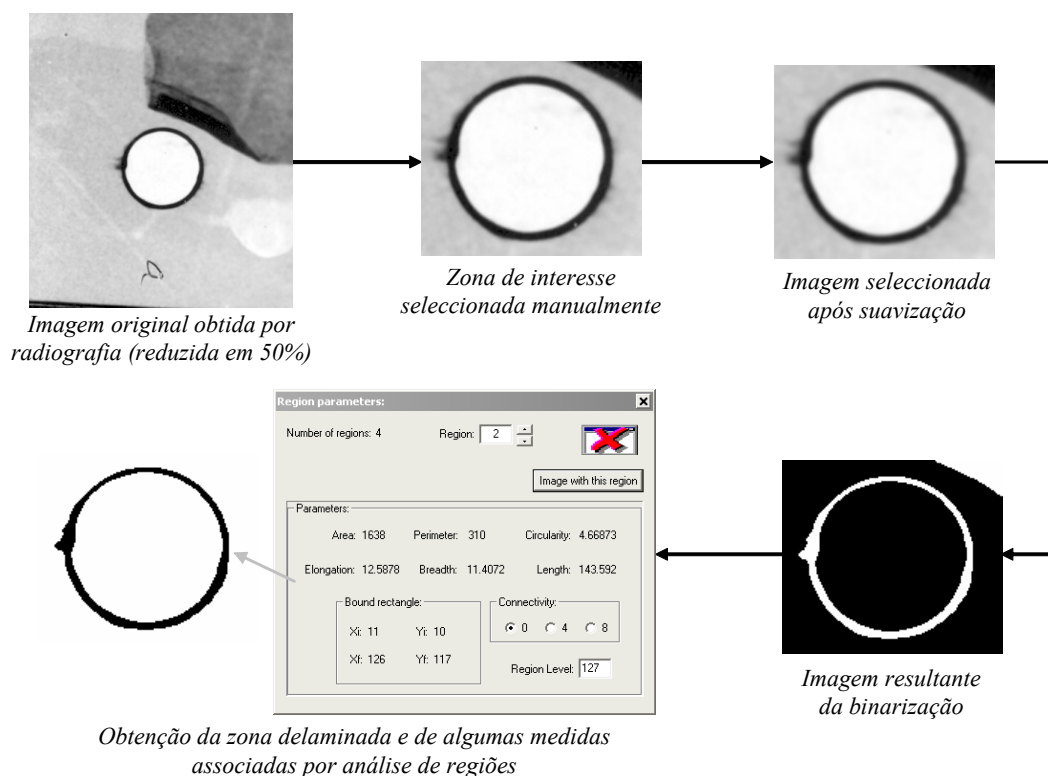 Imagem original obtida por
radiografia (reduzida em 50%)
Zona de interesse
seleccionada manualmente
Imagem seleccionada
após suavização
Region parameters:
Number of regions: 4
Region: 2
Image with this region
Parameters:
Area: 1638 Perimeter: 310 Circularity: 4.66873
Elongation: 12.5878 Breadth: 11.4072 Length: 143.592
Bound rectangle:
Xi: 11 Yi: 10
Xf: 126 Yf: 117
Connectivity:
0 4 8
Region Level: 127
Obtenção da zona delaminada e de algumas medidas
associadas por análise de regiões
Imagem resultante
da binarização